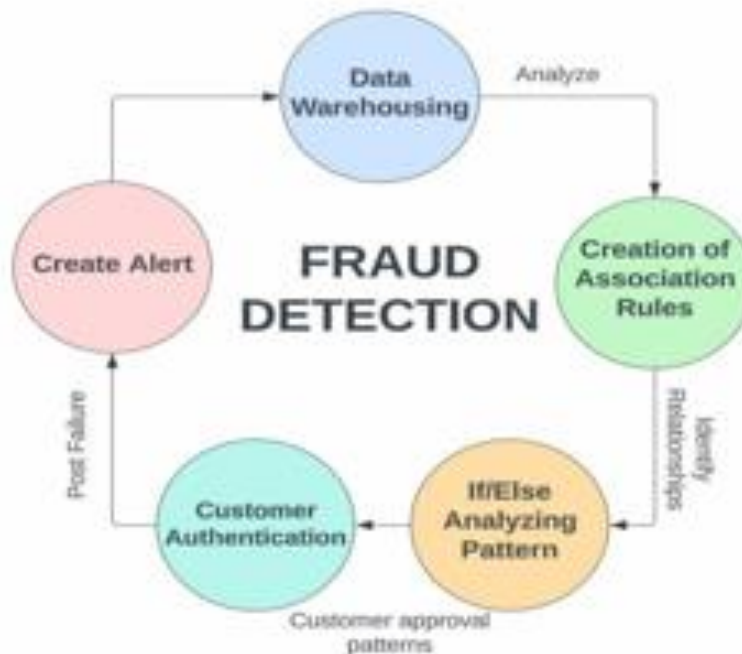 Data
Warehousing
Analyze
Create Alert
FRAUD
DETECTION
Creation of
Association
Rules
Identify
Relationships
Post Failure
Customer
Authentication
If/Else
Analyzing
Pattern
Customer approval
patterns